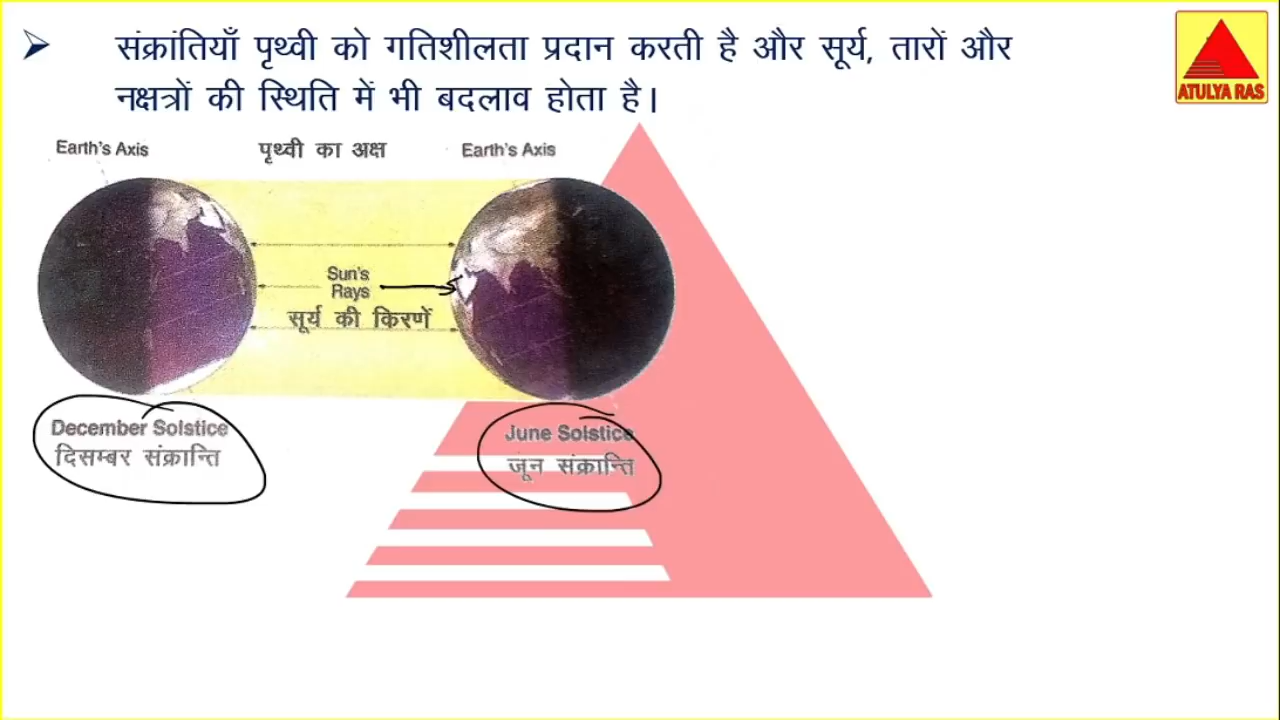 संक्रांतियाँ पृथ्वी को गतिशीलता प्रदान करती है और सूर्य, तारों और
नक्षत्रों की स्थिति में भी बदलाव होता है।
ATULYA RAS
Earth's Axis
पृथ्वी का अक्ष
Earth's Axis
Sun's
Rays
सूर्य की किरणें
December Solstice
दिसम्बर संक्रान्ति
June Solstice
जून संक्रान्ति